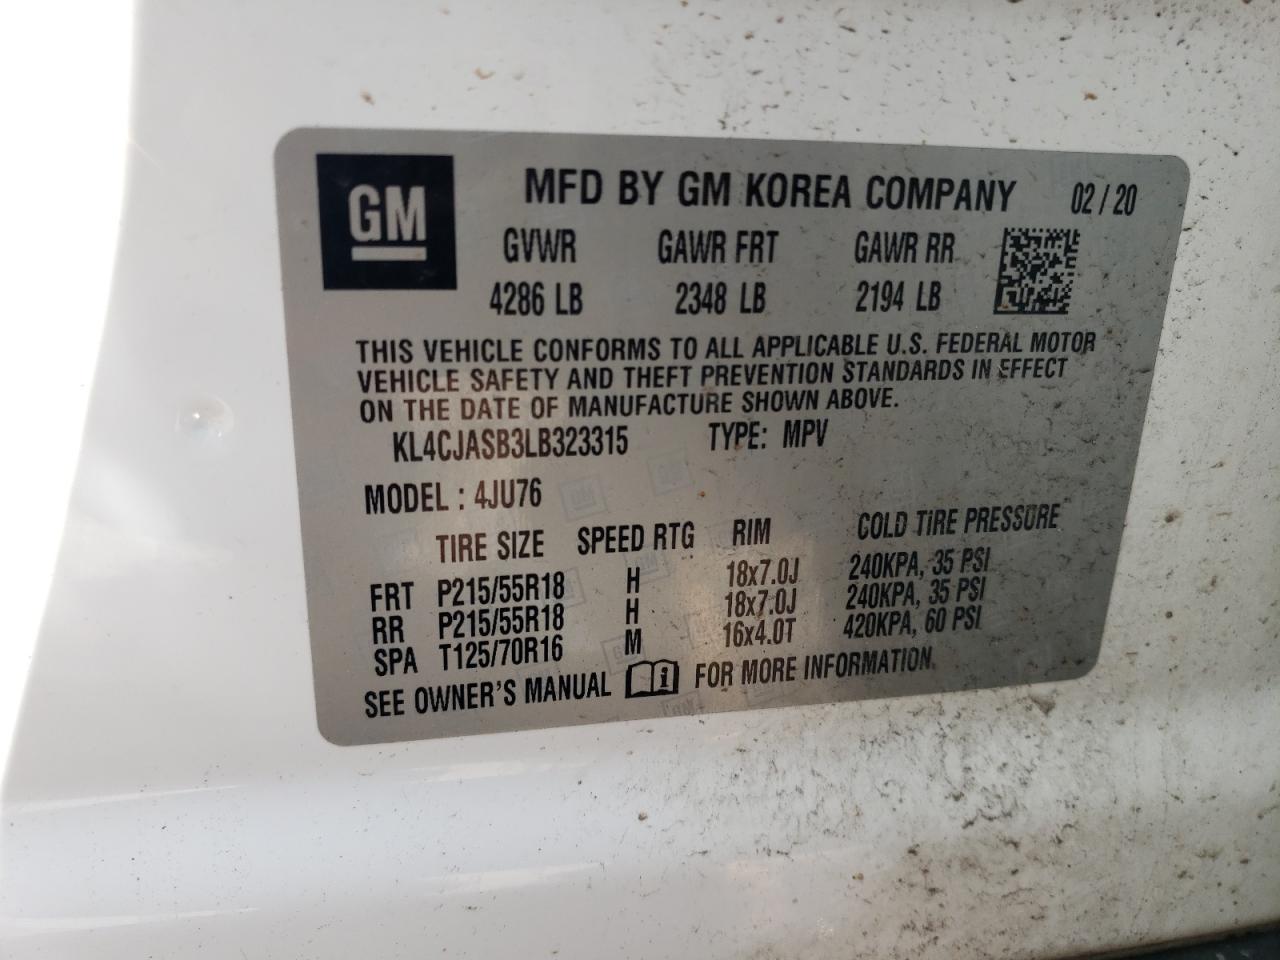 GM
MFD BY GM KOREA COMPANY 02/20
GVWR GAWR FRT GAWR RR
4286 LB 2348 LB 2194 LB
THIS VEHICLE CONFORMS TO ALL APPLICABLE U.S. FEDERAL MOTOR
VEHICLE SAFETY AND THEFT PREVENTION STANDARDS IN EFFECT
ON THE DATE OF MANUFACTURE SHOWN ABOVE.
KL4CJASB3LB323315 TYPE: MPV
MODEL : 4JU76
TIRE SIZE SPEED RTG RIM COLD TIRE PRESSURE
FRT P215/55R18 H 18x7.0J 240KPA, 35 PSI
RR P215/55R18 H 18x7.0J 240KPA, 35 PSI
SPA T125/70R16 M 16x4.0T 420KPA, 60 PSI
SEE OWNER'S MANUAL i FOR MORE INFORMATION.